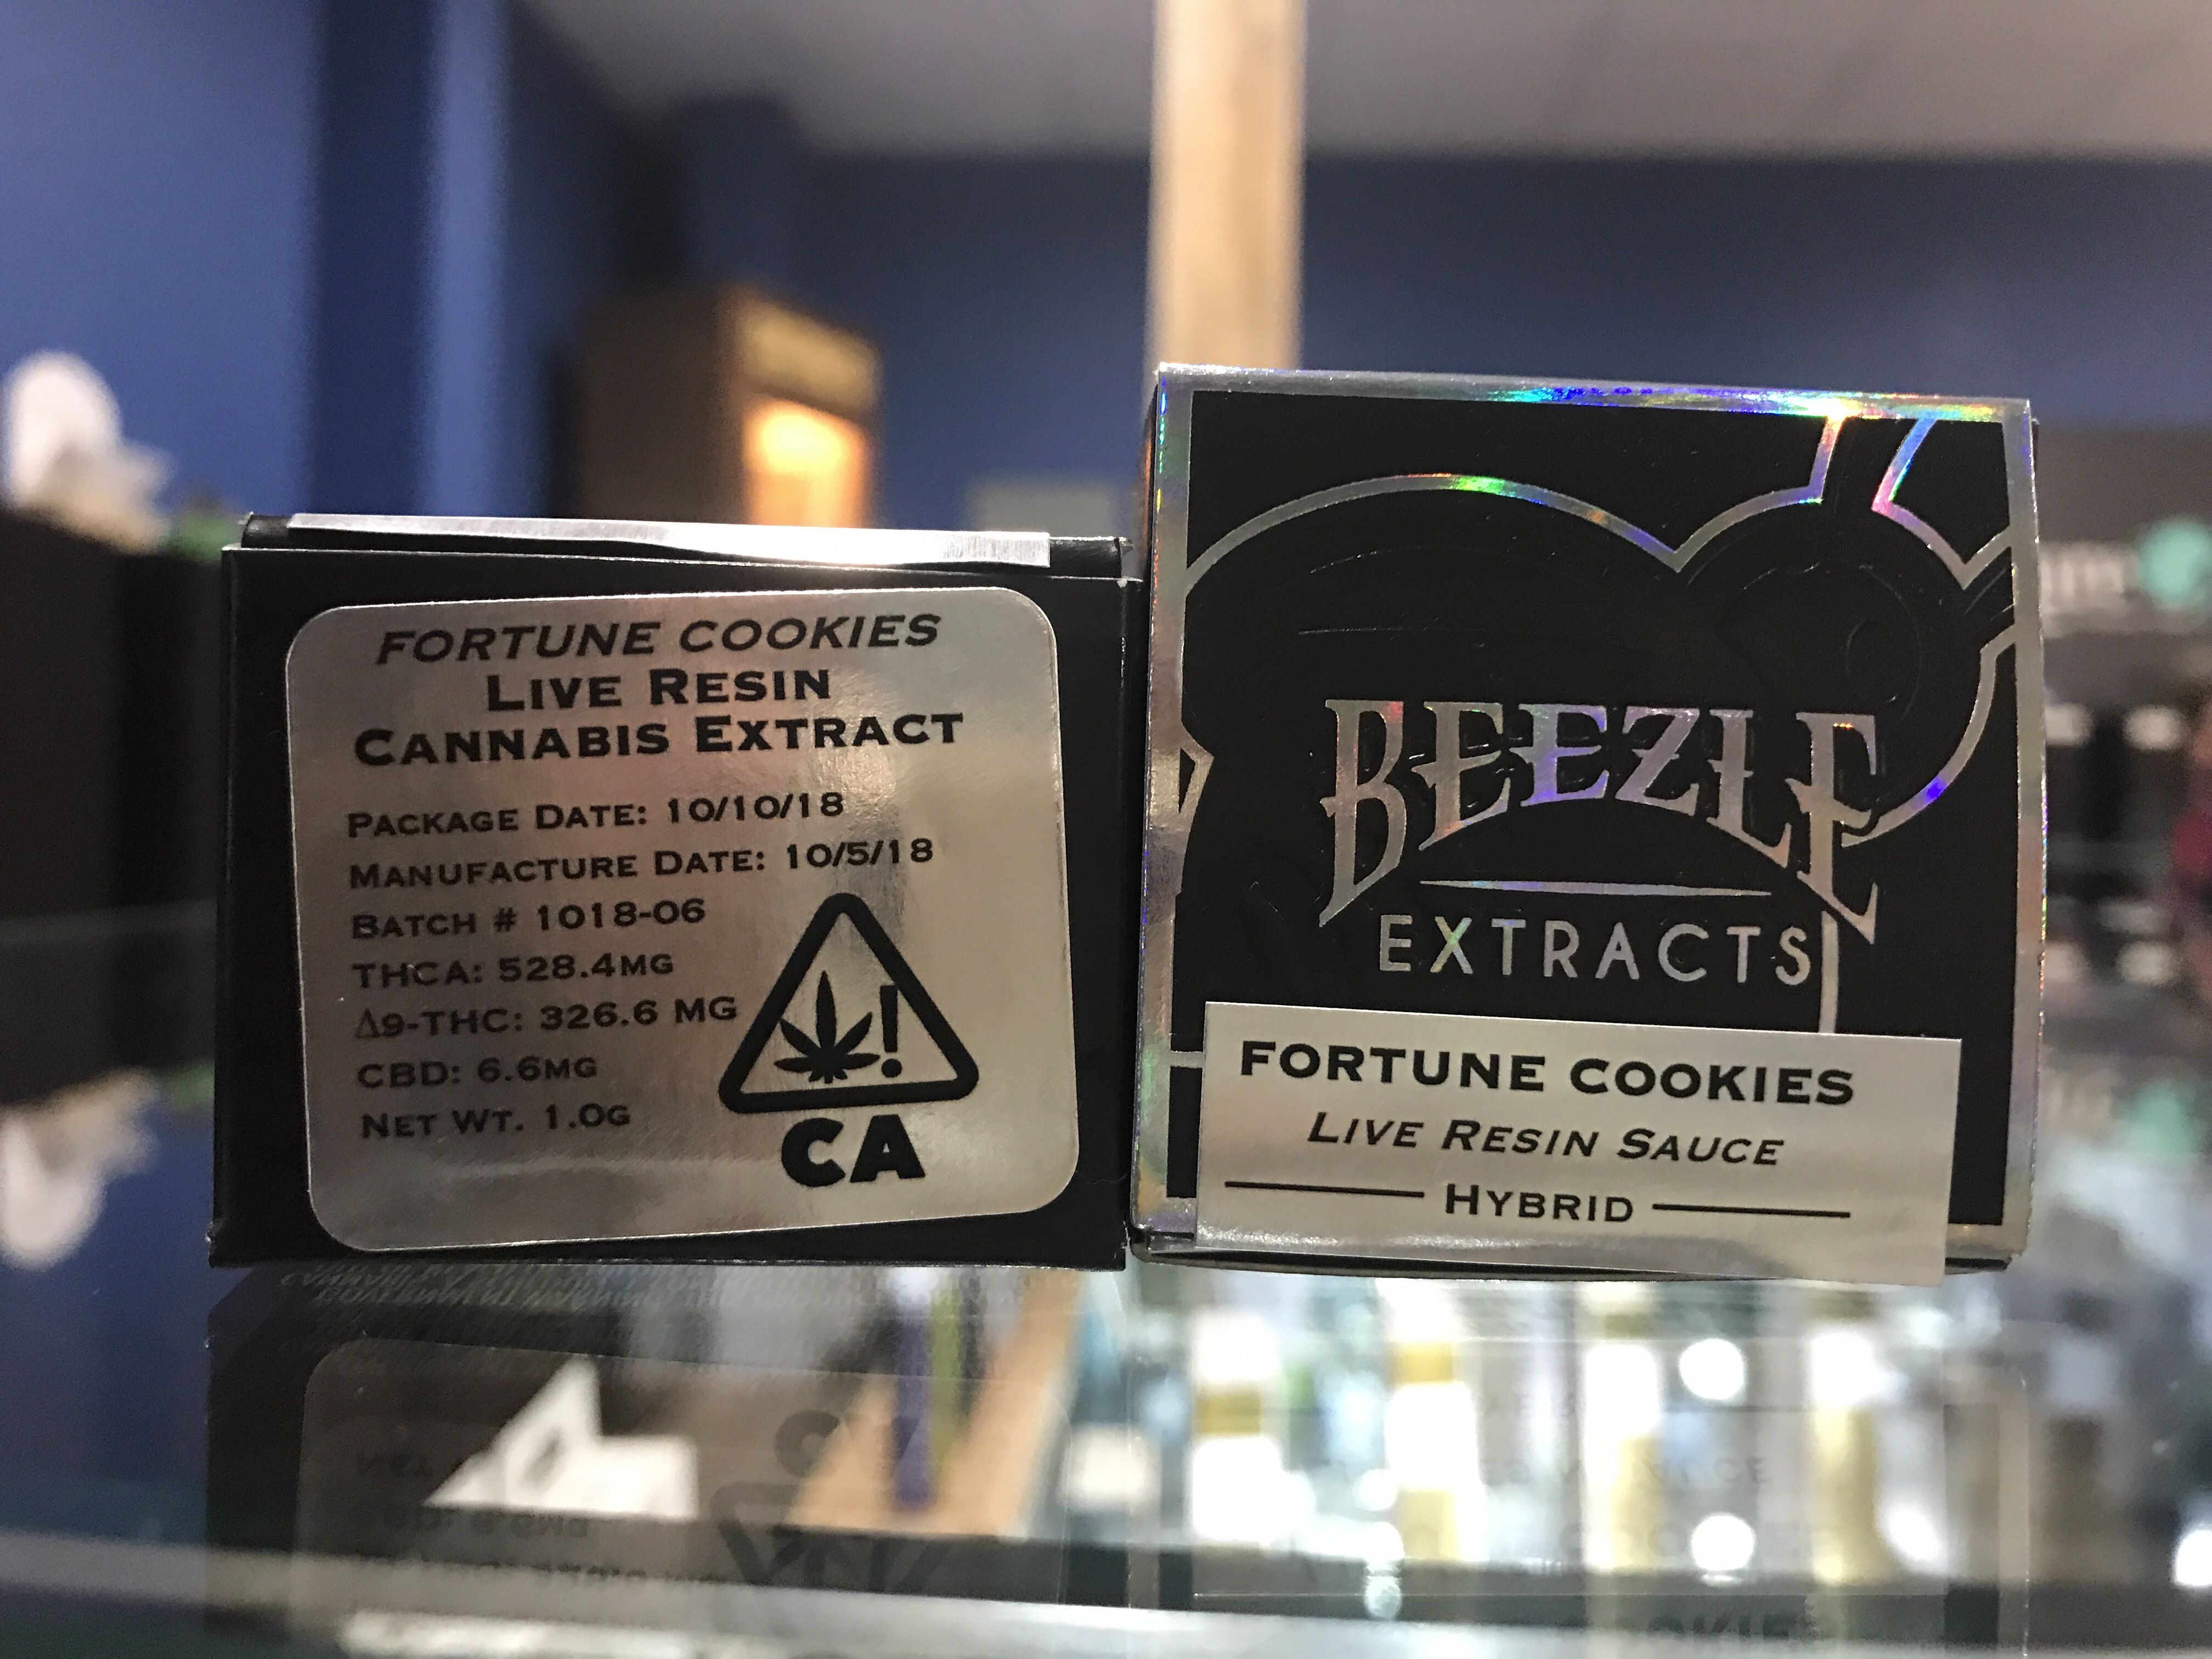 FORTUNE COOKIES
LIVE RESIN
CANNABIS EXTRACT
PACKAGE DATE: 10/10/18
MANUFACTURE DATE: 10/5/18
BATCH # 1018-06
THCA: 528.4MG
Δ9-THC: 326.6 MG
CBD: 6.6MG
NET WT. 1.0G
!
CA
BEEZLE
EXTRACTS
FORTUNE COOKIES
LIVE RESIN SAUCE
HYBRID